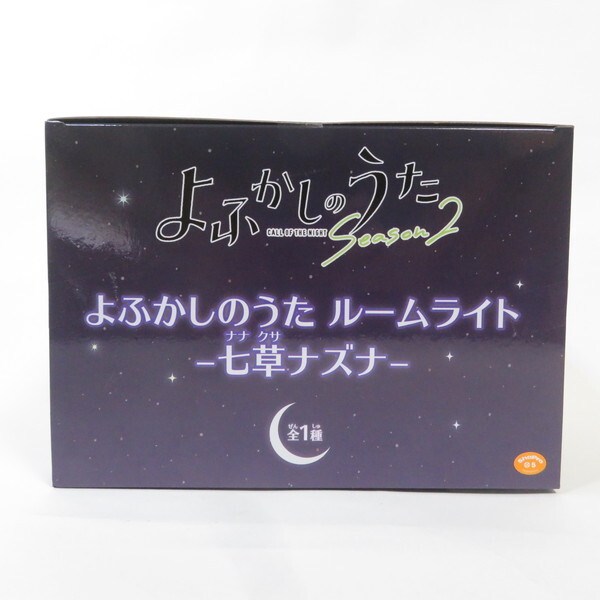 よふかしのうた
CALL OF THE NIGHT
Season2
よふかしのうた ルームライト
ナナ クサ
–七草ナズナ–
ぜん しゅ
全1種